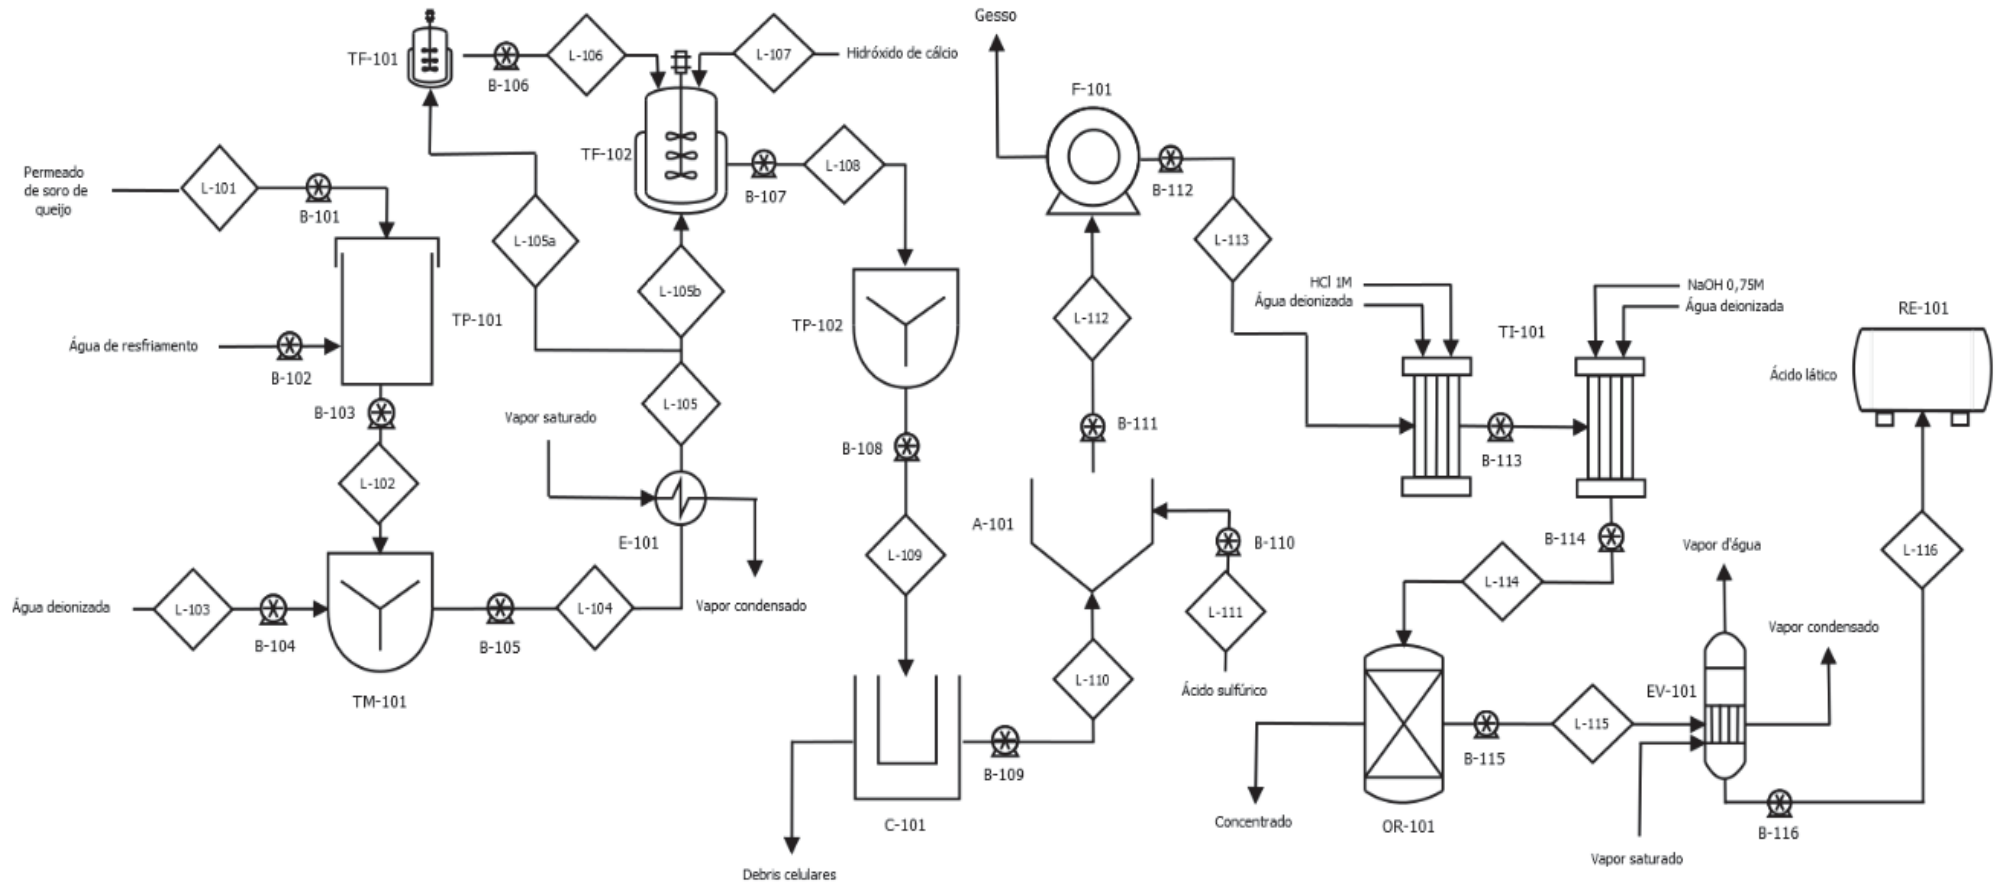 Gesso
TF-101
B-106
L-106
L-107
Hidróxido de cálcio
F-101
TF-102
B-107
L-108
B-112
Permeado
de soro de
queijo
L-101
B-101
L-105a
L-105b
L-113
L-112
HCl 1M
Água deionizada
NaOH 0,75M
Água deionizada
TI-101
RE-101
TP-101
TP-102
Água de resfriamento
B-102
Ácido lático
B-103
L-105
Vapor saturado
B-108
B-111
B-113
L-102
E-101
A-101
B-110
B-114
L-109
Vapor d'água
L-116
L-114
Água deionizada
L-103
B-104
B-105
L-104
Vapor condensado
L-111
Vapor condensado
TM-101
L-110
Ácido sulfúrico
EV-101
L-115
B-115
B-109
C-101
Concentrado
OR-101
B-116
Vapor saturado
Debris celulares